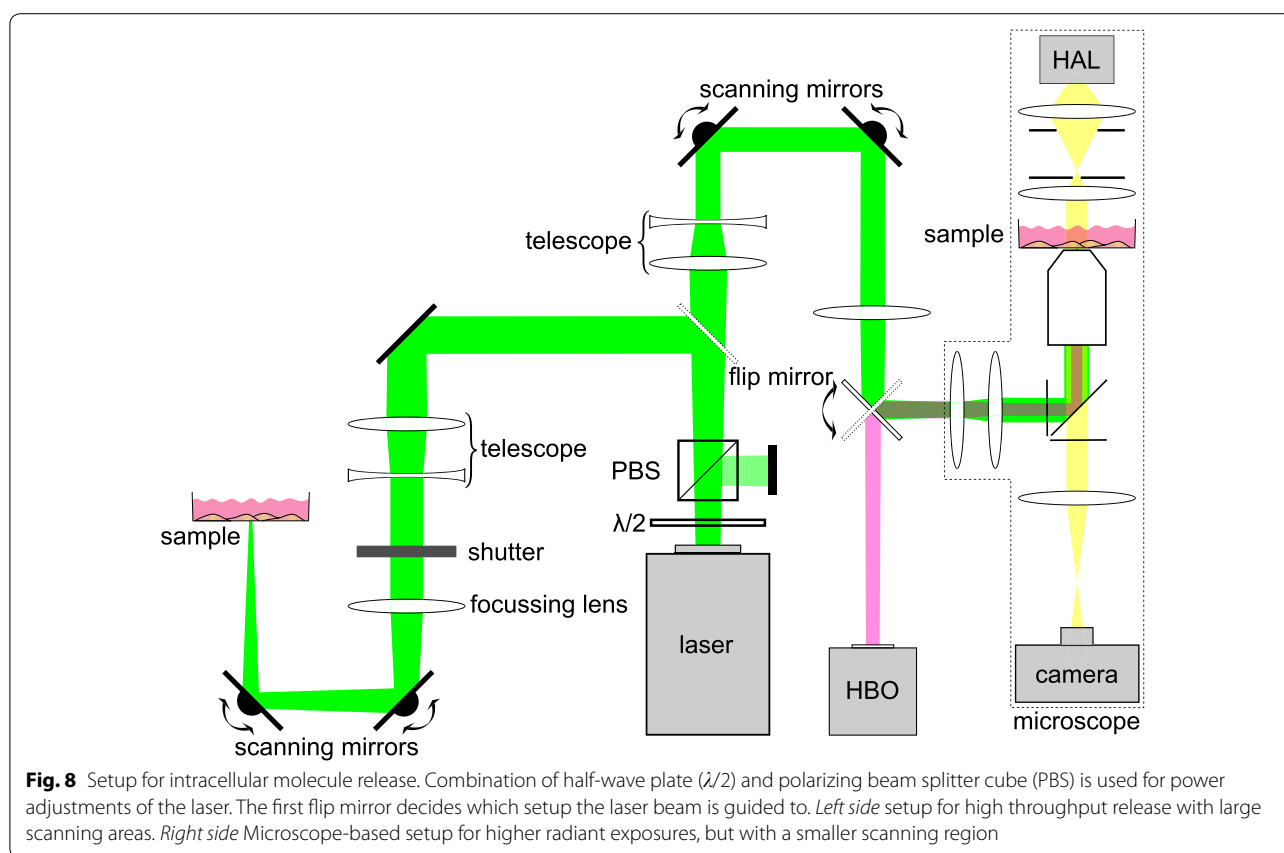 HAL
scanning mirrors
telescope
sample
flip mirror
telescope
PBS
sample
λ/2
shutter
focussing lens
laser
HBO
camera
microscope
scanning mirrors
Fig. 8 Setup for intracellular molecule release. Combination of half-wave plate (λ/2) and polarizing beam splitter cube (PBS) is used for power
adjustments of the laser. The first flip mirror decides which setup the laser beam is guided to. Left side setup for high throughput release with large
scanning areas. Right side Microscope-based setup for higher radiant exposures, but with a smaller scanning region